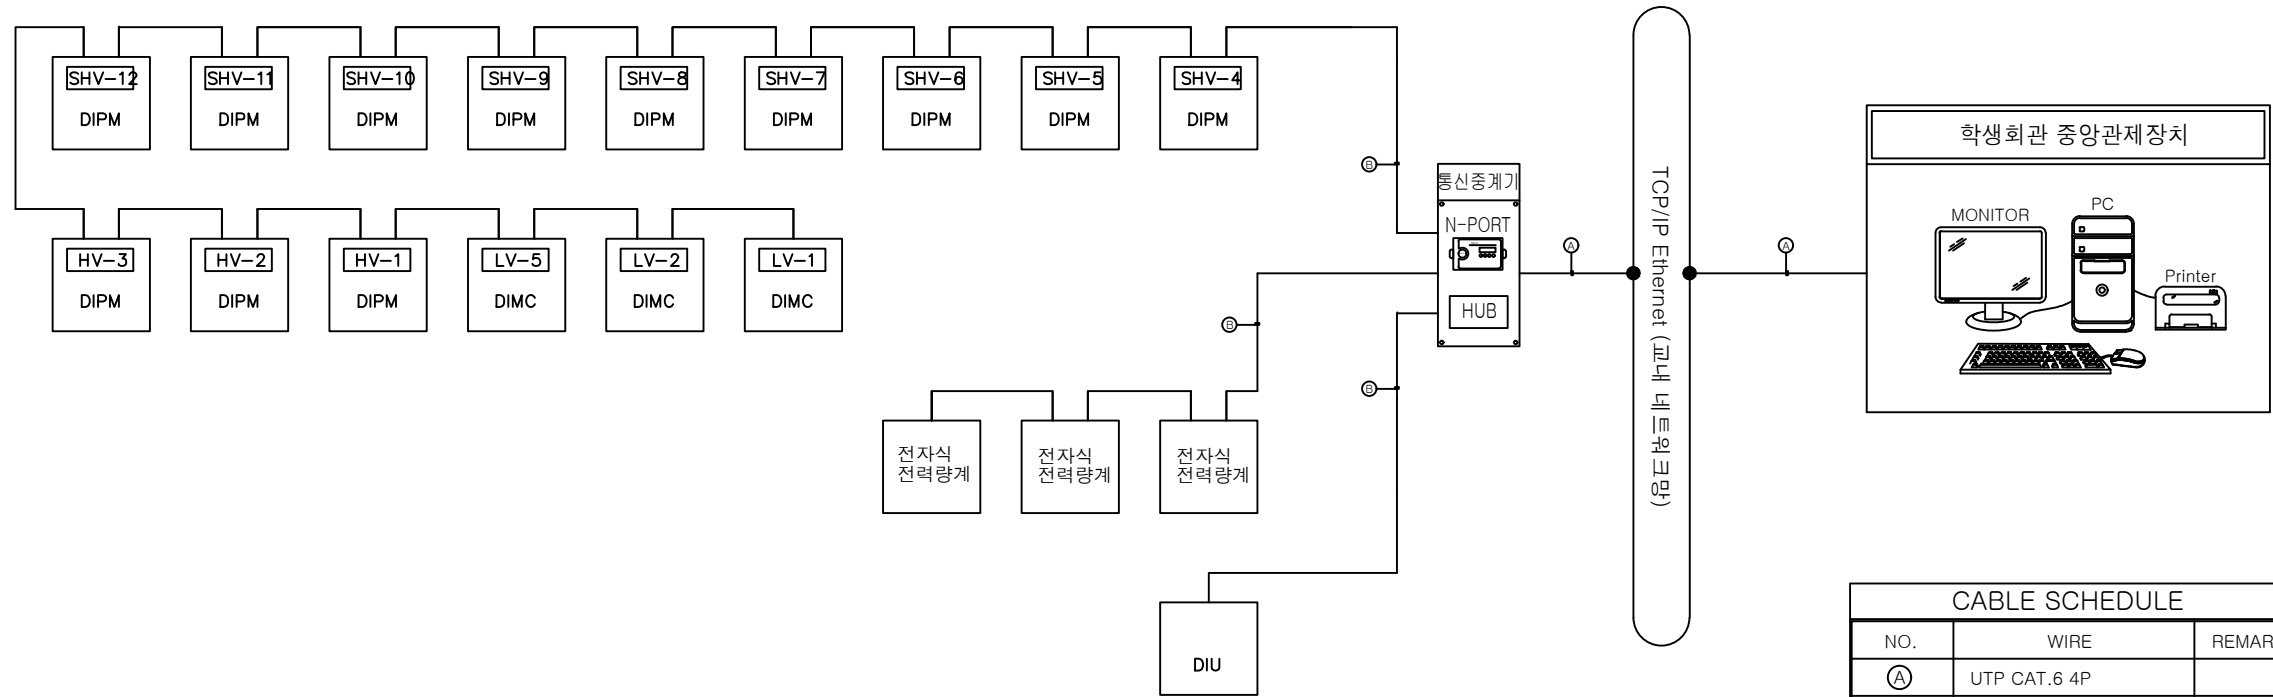 SHV-12 SHV-11 SHV-10 SHV-9 SHV-8 SHV-7 SHV-6 SHV-5 SHV-4
DIPM DIPM DIPM DIPM DIPM DIPM DIPM DIPM DIPM
HV-3 HV-2 HV-1 LV-5 LV-2 LV-1
DIPM DIPM DIPM DIMC DIMC DIMC
전자식 전자식 전자식
전력량계 전력량계 전력량계
DIU
B
B
B
통신중계기
N-PORT
HUB
A
TCP/IP Ethernet (교내 네트워크망)
A
학생회관 중앙관제장치
MONITOR
PC
Printer
CABLE SCHEDULE
NO. WIRE REMAR
A UTP CAT.6 4P